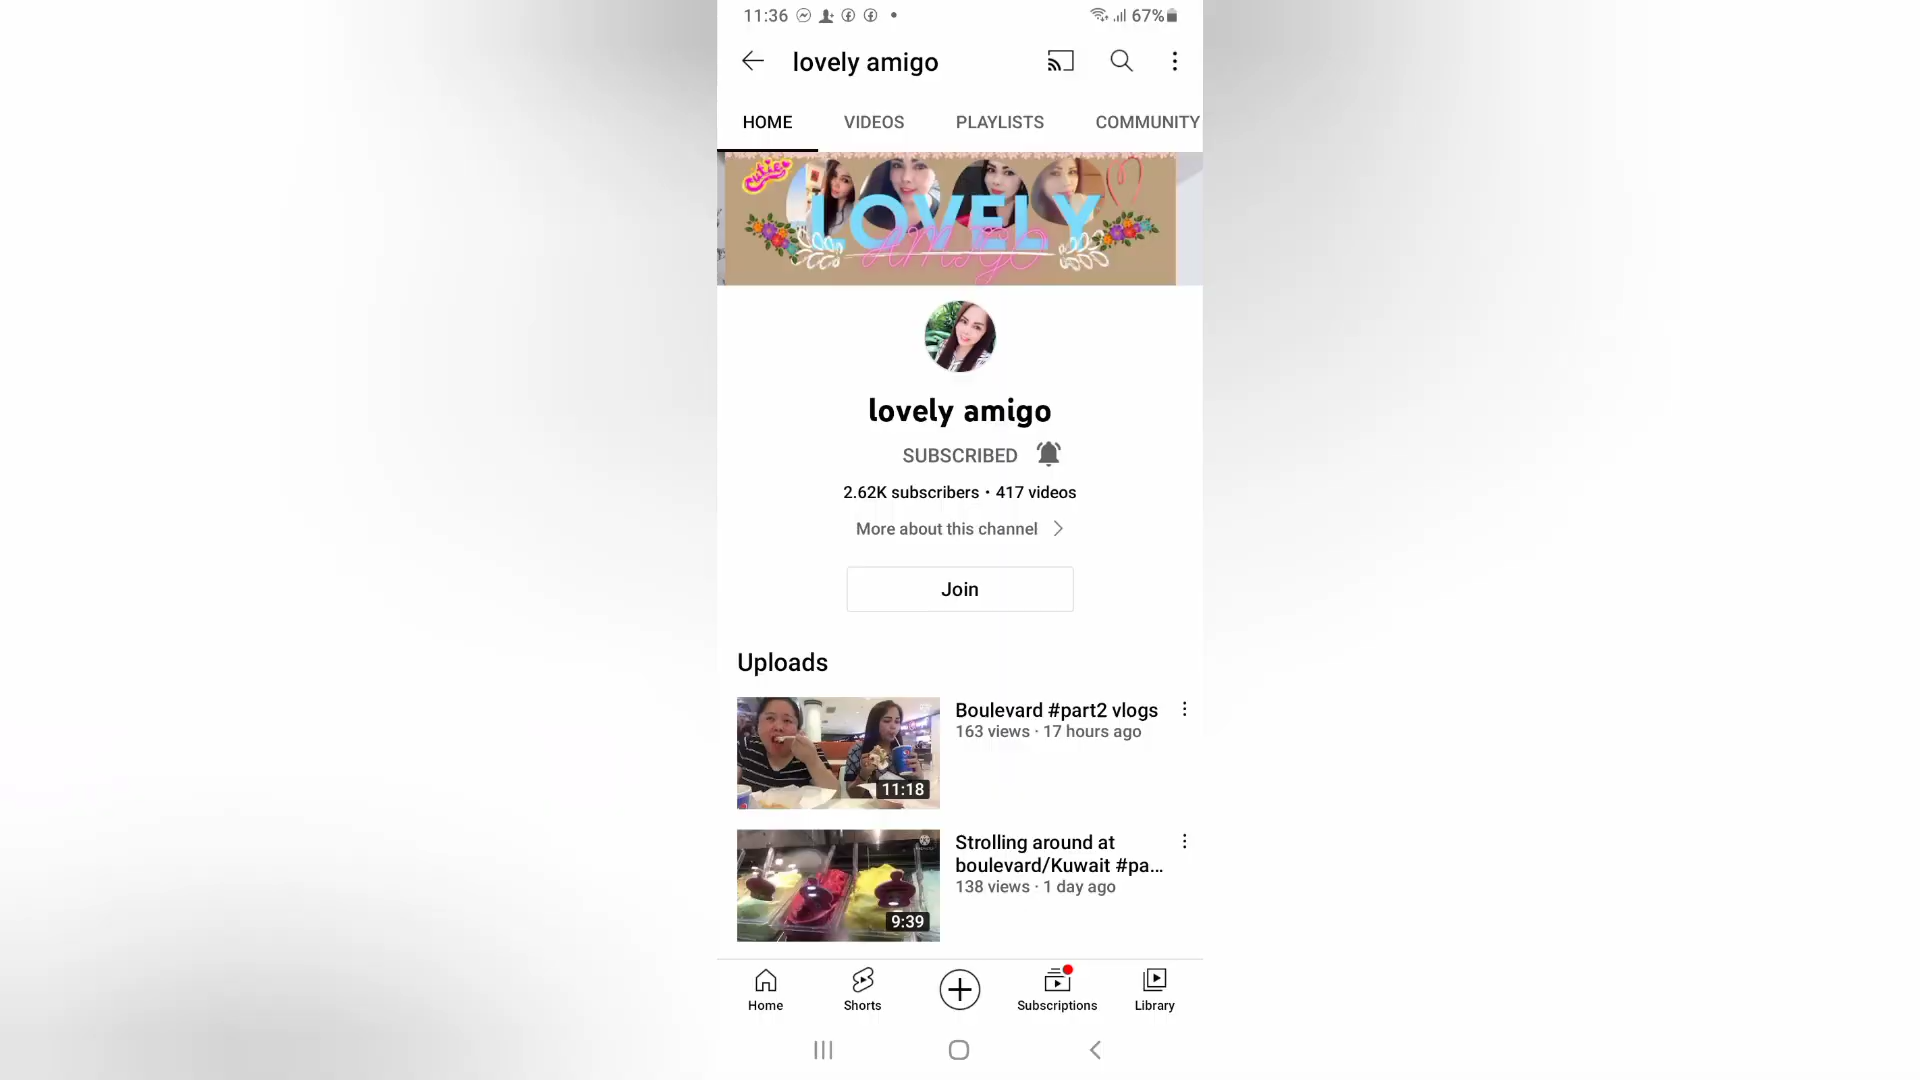 11:36
67%
lovely amigo
HOME VIDEOS PLAYLISTS COMMUNITY
Cuties
LOVELY
AMIGO
lovely amigo
SUBSCRIBED
2.62K subscribers • 417 videos
More about this channel
Join
Uploads
Boulevard #part2 vlogs
163 views · 17 hours ago
11:18
Strolling around at
boulevard/Kuwait #pa...
138 views · 1 day ago
9:39
Home Shorts Subscriptions Library